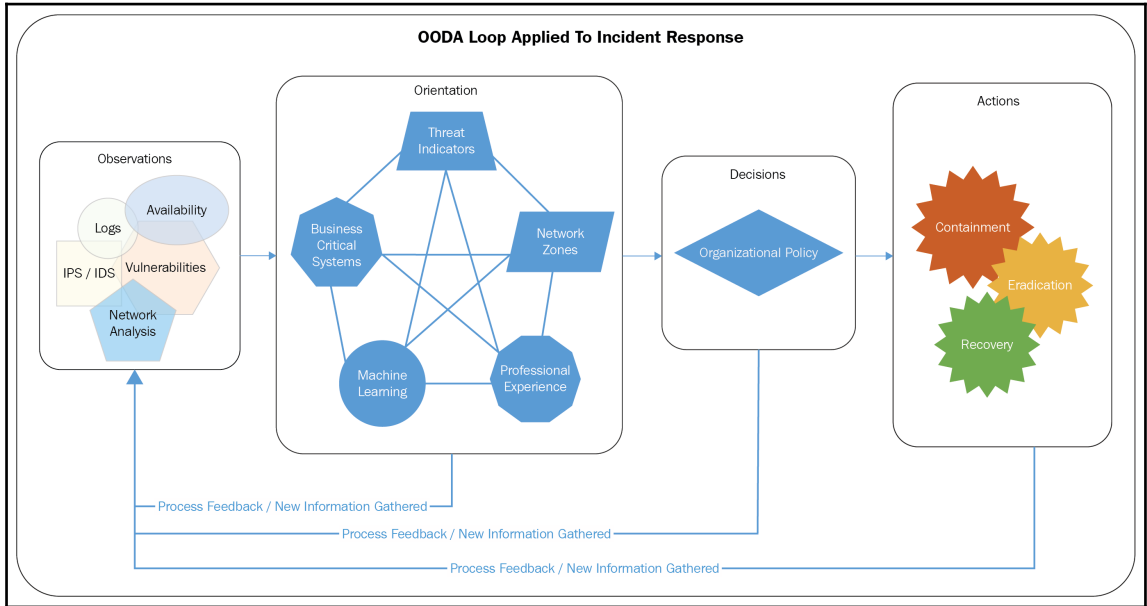 OODA Loop Applied To Incident Response
Observations
Availability
Logs
IPS / IDS
Vulnerabilities
Network
Analysis
Orientation
Threat
Indicators
Business
Critical
Systems
Network
Zones
Machine
Learning
Professional
Experience
Decisions
Organizational Policy
Actions
Containment
Eradication
Recovery
Process Feedback / New Information Gathered
Process Feedback / New Information Gathered
Process Feedback / New Information Gathered